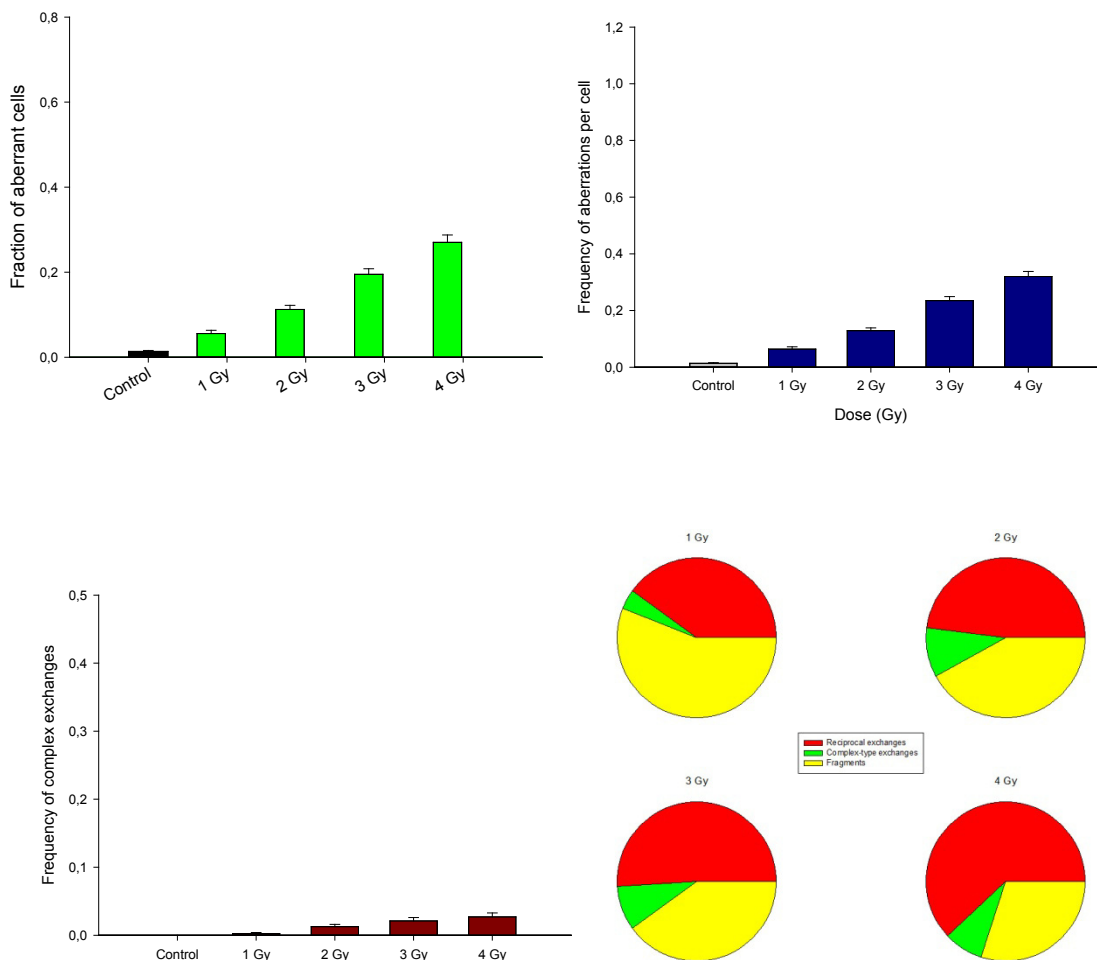 Fraction of aberrant cells
0,8
0,6
0,4
0,2
0,0
Control
1 Gy
2 Gy
3 Gy
4 Gy
Frequency of aberrations per cell
1,2
1,0
0,8
0,6
0,4
0,2
0,0
Control
1 Gy
2 Gy
3 Gy
4 Gy
Dose (Gy)
Frequency of complex exchanges
0,5
0,4
0,3
0,2
0,1
0,0
Control
1 Gy
2 Gy
3 Gy
4 Gy
1 Gy
2 Gy
Reciprocal exchanges
Complex-type exchanges
Fragments
3 Gy
4 Gy